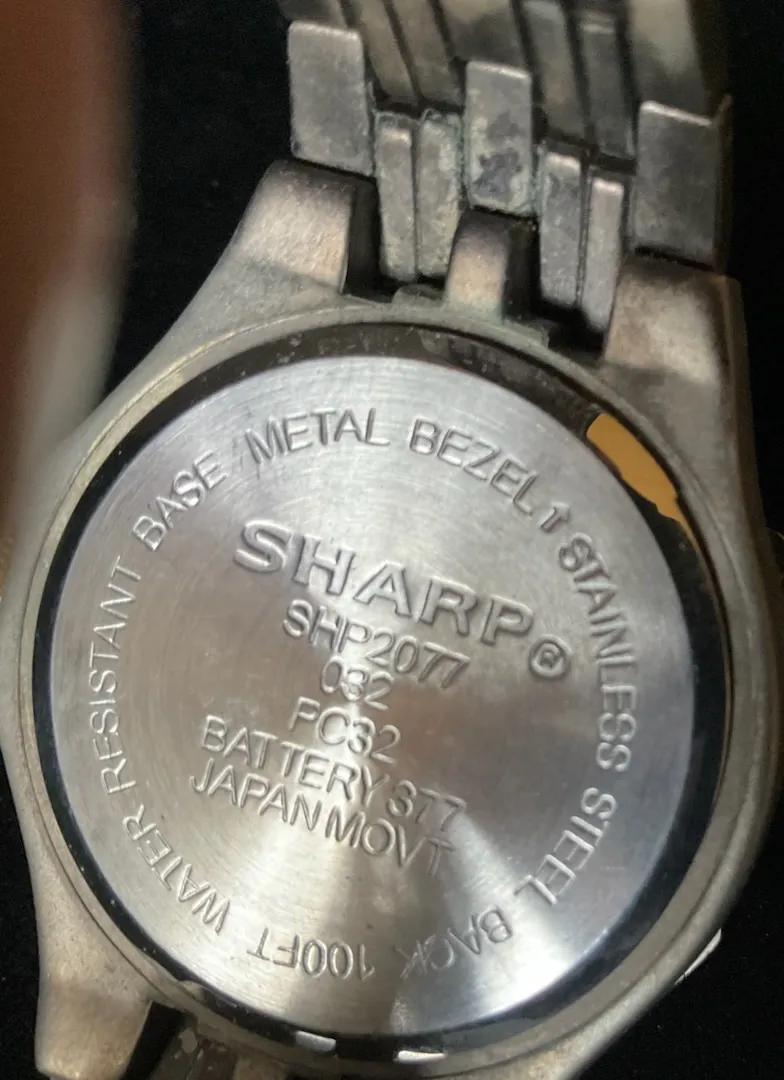 SHARP®
SHP2077
032
PC32
BATTERY 377
JAPAN MOVT
WATER RESISTANT BASE METAL BEZEL ↑ STAINLESS STEEL BACK 100FT